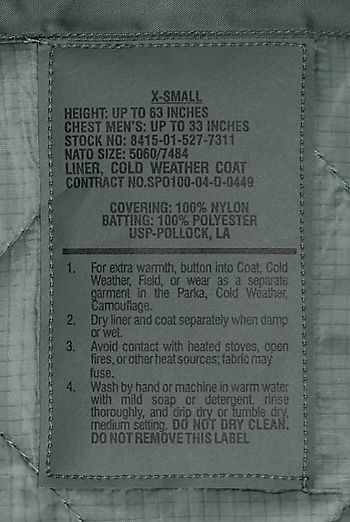 X-SMALL
HEIGHT: UP TO 63 INCHES
CHEST MEN'S: UP TO 33 INCHES
STOCK NO: 8415-01-527-7311
NATO SIZE: 5060/7484
LINER, COLD WEATHER COAT
CONTRACT NO.SPO100-04-D-0449
COVERING: 100% NYLON
BATTING: 100% POLYESTER
USP-POLLOCK, LA
1. For extra warmth, button into Coat, Cold
Weather, Field, or wear as a separate
garment in the Parka, Cold Weather,
Camouflage.
2. Dry liner and coat separately when damp
or wet.
3. Avoid contact with heated stoves, open
fires, or other heat sources; fabric may
fuse.
4. Wash by hand or machine in warm water
with mild soap or detergent, rinse
thoroughly, and drip dry or tumble dry,
medium setting. DO NOT DRY CLEAN.
DO NOT REMOVE THIS LABEL